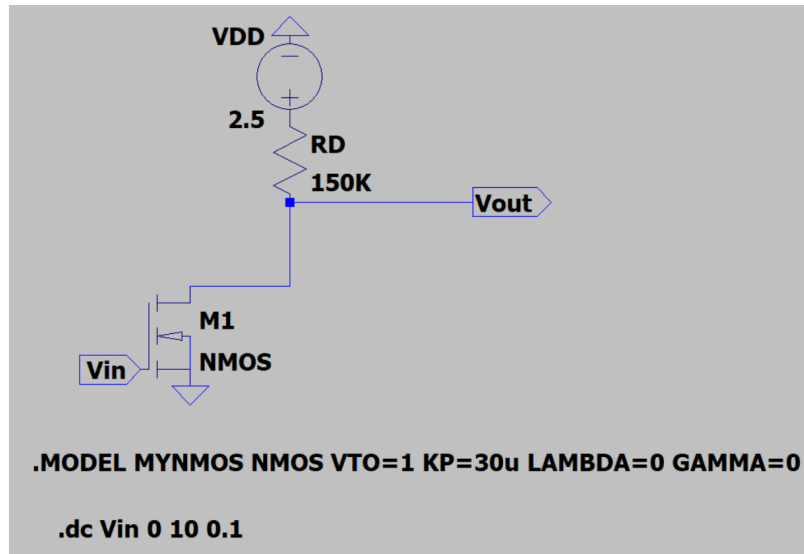 VDD
2.5
RD
150K
Vout
M1
Vin
NMOS
.MODEL MYNMOS NMOS VTO=1 KP=30u LAMBDA=0 GAMMA=0
.dc Vin 0 10 0.1